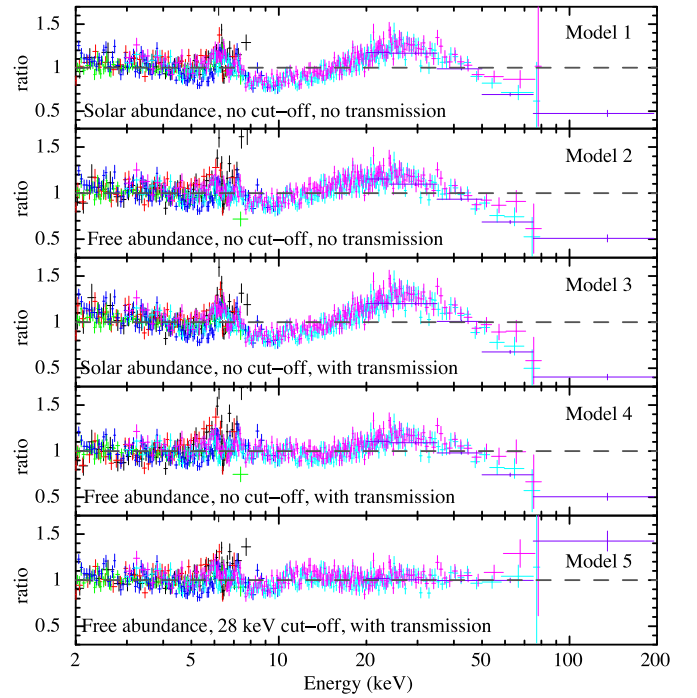 1.5
1
0.5
ratio
Model 1
Solar abundance, no cut−off, no transmission
1.5
1
0.5
ratio
Model 2
Free abundance, no cut−off, no transmission
1.5
1
0.5
ratio
Model 3
Solar abundance, no cut−off, with transmission
1.5
1
0.5
ratio
Model 4
Free abundance, no cut−off, with transmission
1.5
1
0.5
ratio
Model 5
Free abundance, 28 keV cut−off, with transmission
2 5 10 20 50 100 200
Energy (keV)